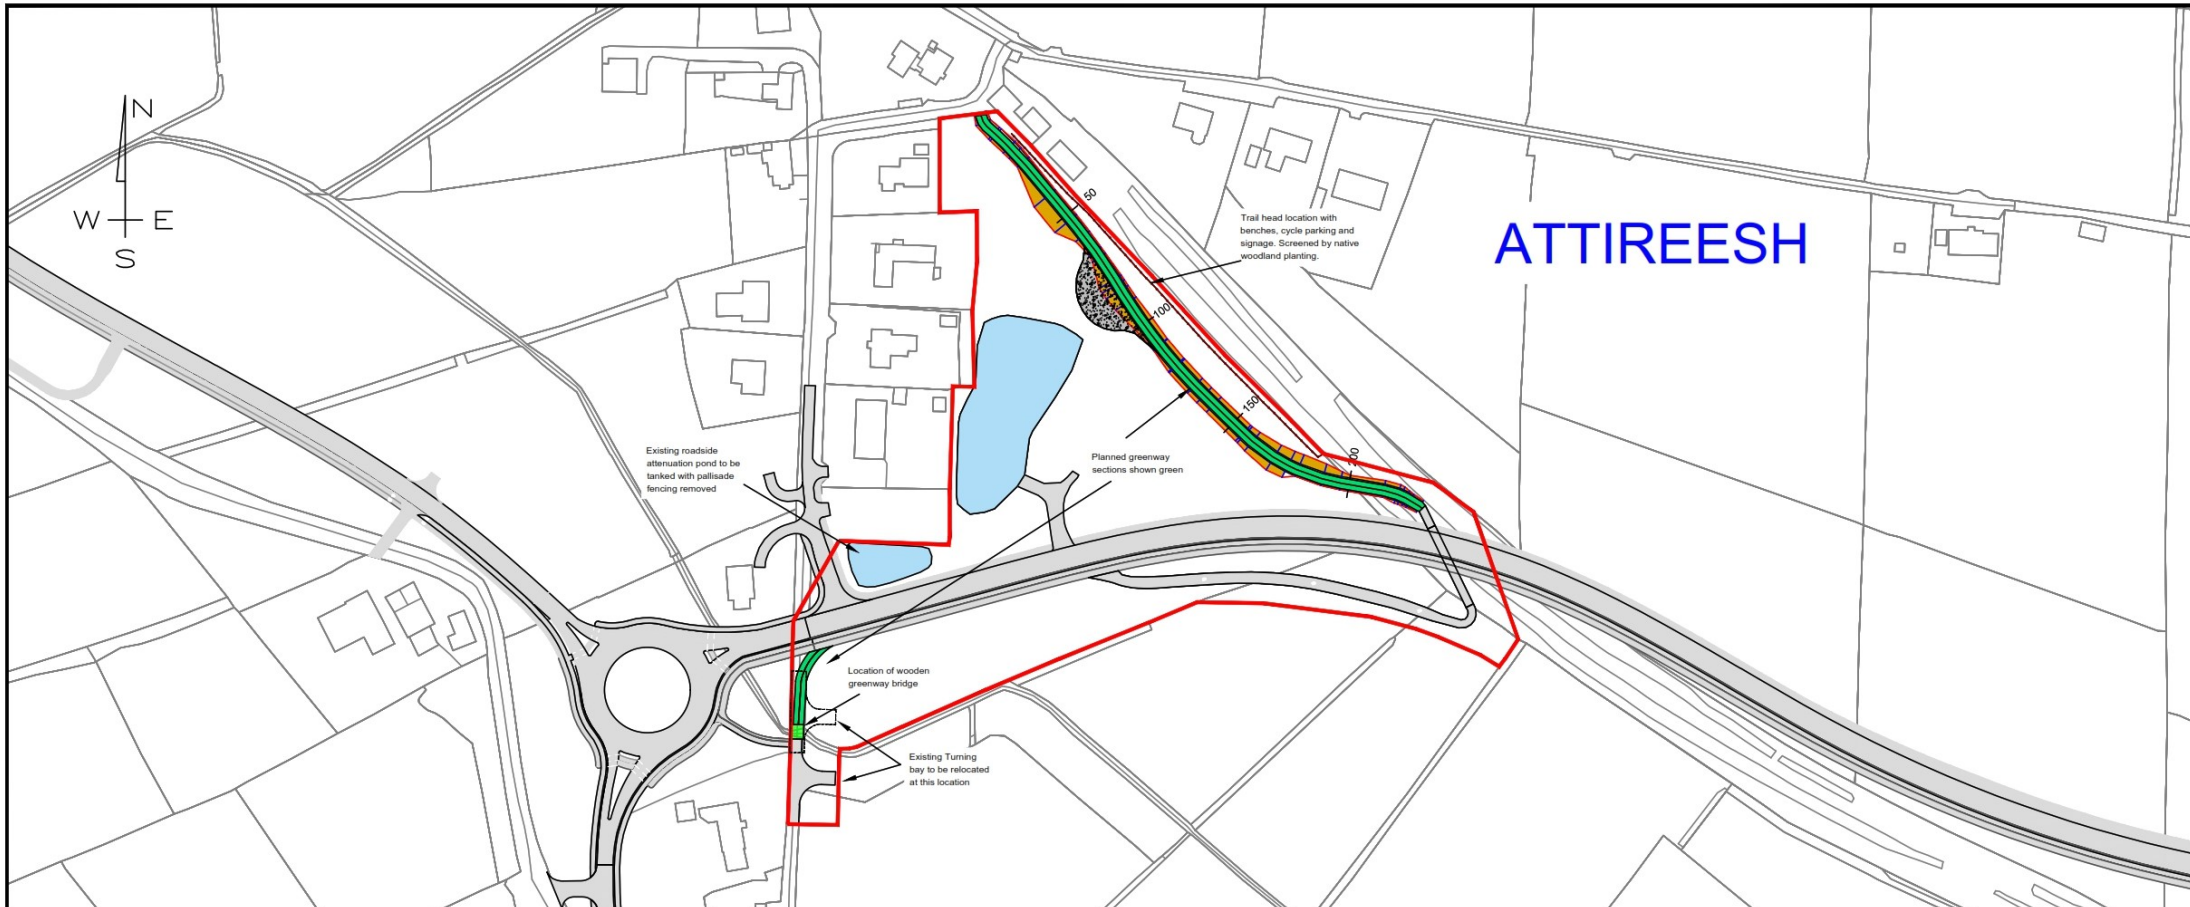 N
W E
S
50
Trail head location with
benches, cycle parking and
signage. Screened by native
woodland planting.
ATTIREESH
100
150
Existing roadside
attenuation pond to be
tanked with pallisade
fencing removed
Planned greenway
sections shown green
200
Location of wooden
greenway bridge
Existing Turning
bay to be relocated
at this location